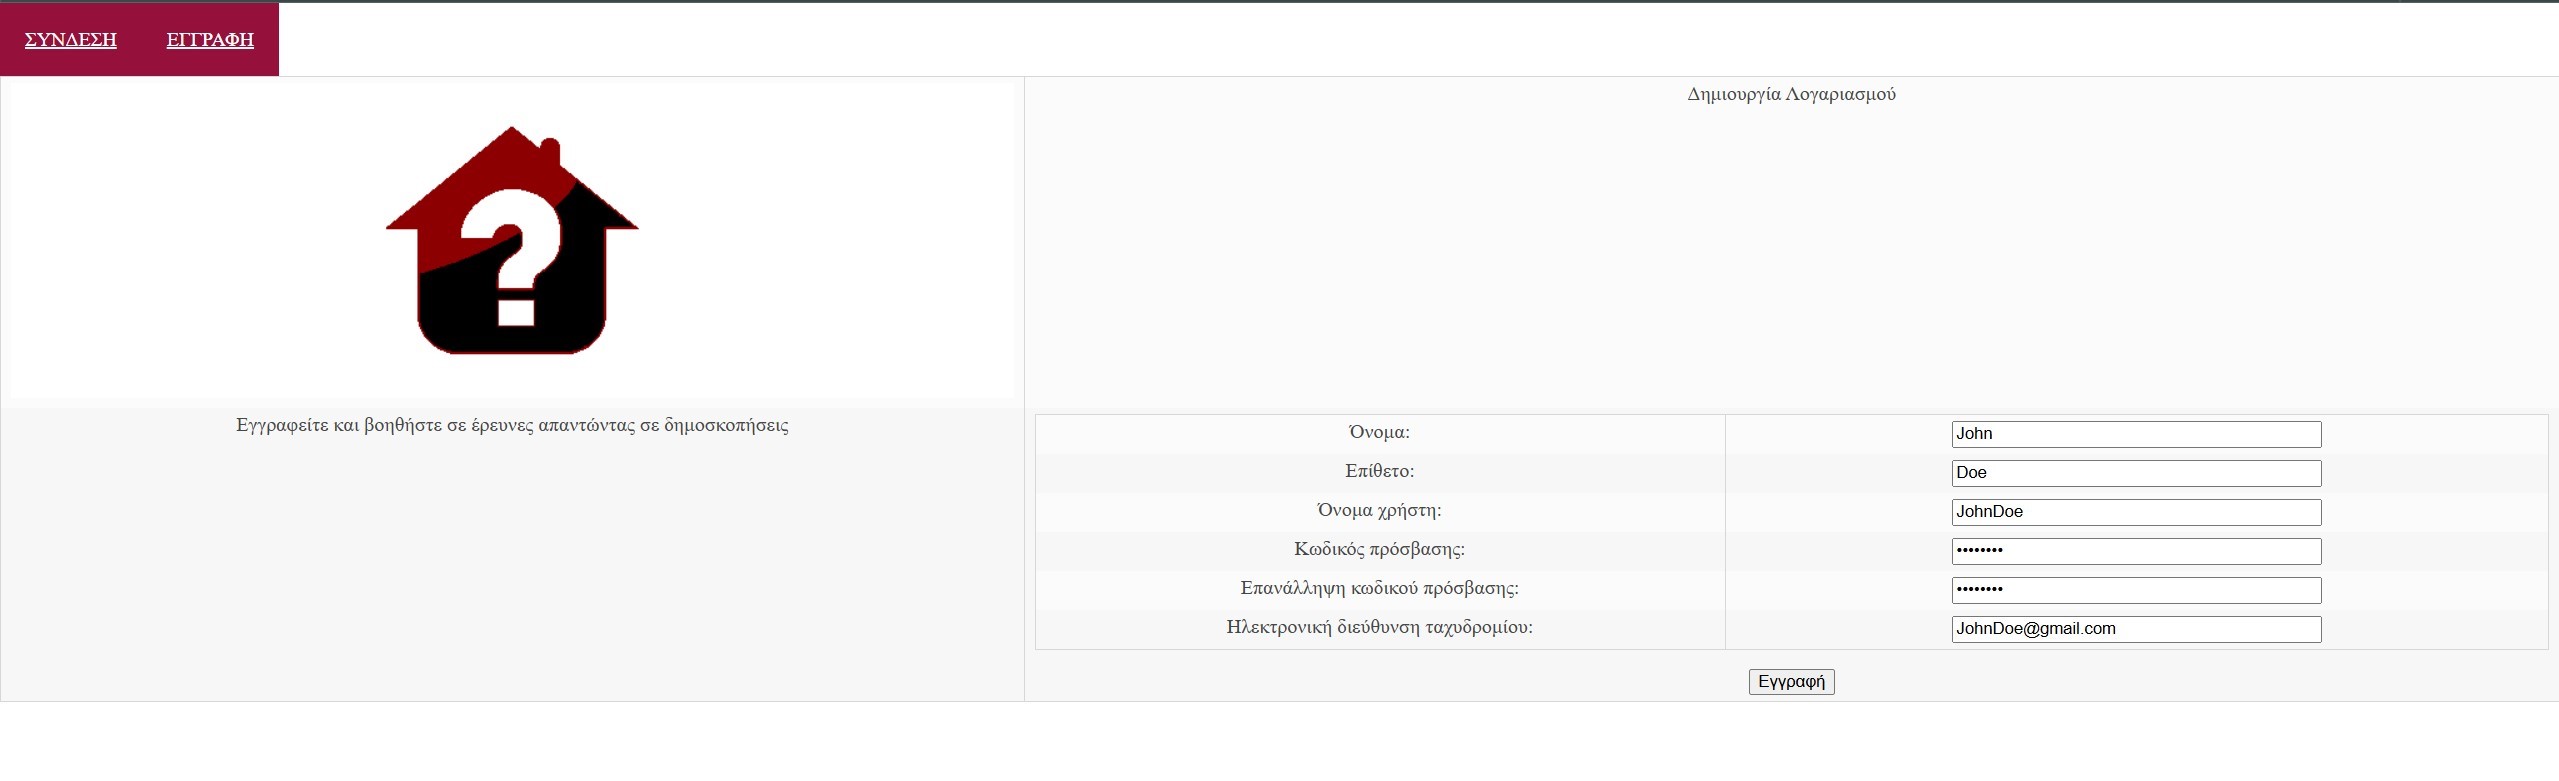 ΣΥΝΔΕΣΗ ΕΓΓΡΑΦΗ
Δημιουργία Λογαριασμού
Εγγραφείτε και βοηθήστε σε έρευνες απαντώντας σε δημοσκοπήσεις
Όνομα: John
Επίθετο: Doe
Όνομα χρήστη: JohnDoe
Κωδικός πρόσβασης: ••••••••
Επανάλληψη κωδικού πρόσβασης: ••••••••
Ηλεκτρονική διεύθυνση ταχυδρομίου: JohnDoe@gmail.com
Εγγραφή